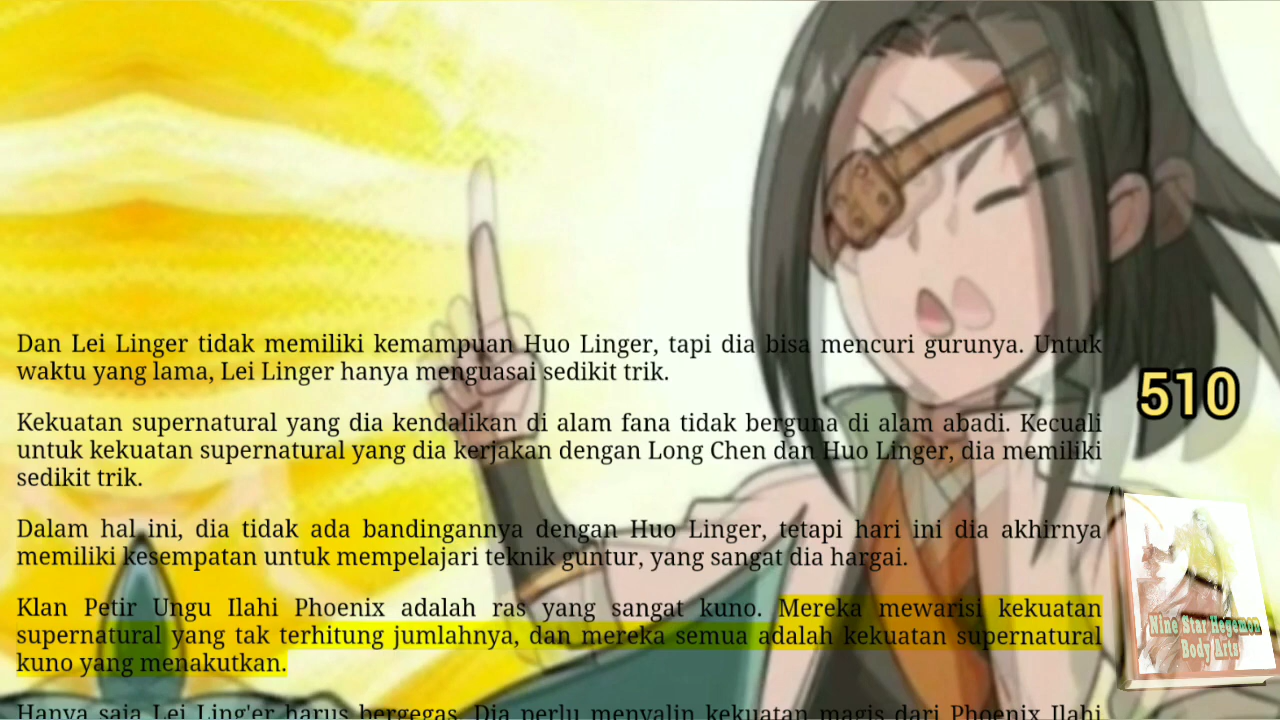 Dan Lei Linger tidak memiliki kemampuan Huo Linger, tapi dia bisa mencuri gurunya. Untuk
waktu yang lama, Lei Linger hanya menguasai sedikit trik.
Kekuatan supernatural yang dia kendalikan di alam fana tidak berguna di alam abadi. Kecuali
untuk kekuatan supernatural yang dia kerjakan dengan Long Chen dan Huo Linger, dia memiliki
sedikit trik.
Dalam hal ini, dia tidak ada bandingannya dengan Huo Linger, tetapi hari ini dia akhirnya
memiliki kesempatan untuk mempelajari teknik guntur, yang sangat dia hargai.
Klan Petir Ungu Ilahi Phoenix adalah ras yang sangat kuno. Mereka mewarisi kekuatan
supernatural yang tak terhitung jumlahnya, dan mereka semua adalah kekuatan supernatural
kuno yang menakutkan.
Hanya saja Lei Ling'er harus bergegas. Dia perlu menyalin kekuatan magis dari Phoenix Ilahi
510
Nine Star Hegemon
Body Arts